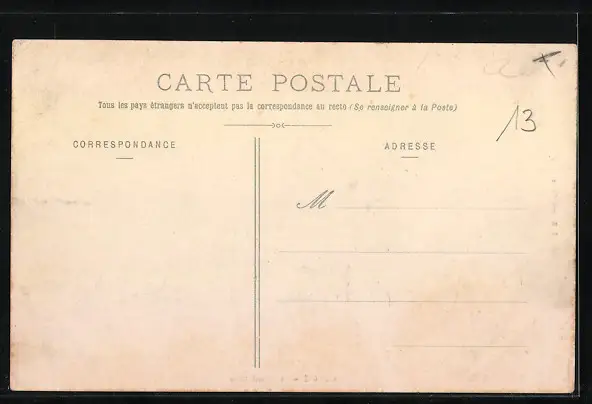 CARTE POSTALE
Tous les pays étrangers n'acceptent pas la correspondance au recto (Se renseigner à la Poste)
13
CORRESPONDANCE
ADRESSE
M